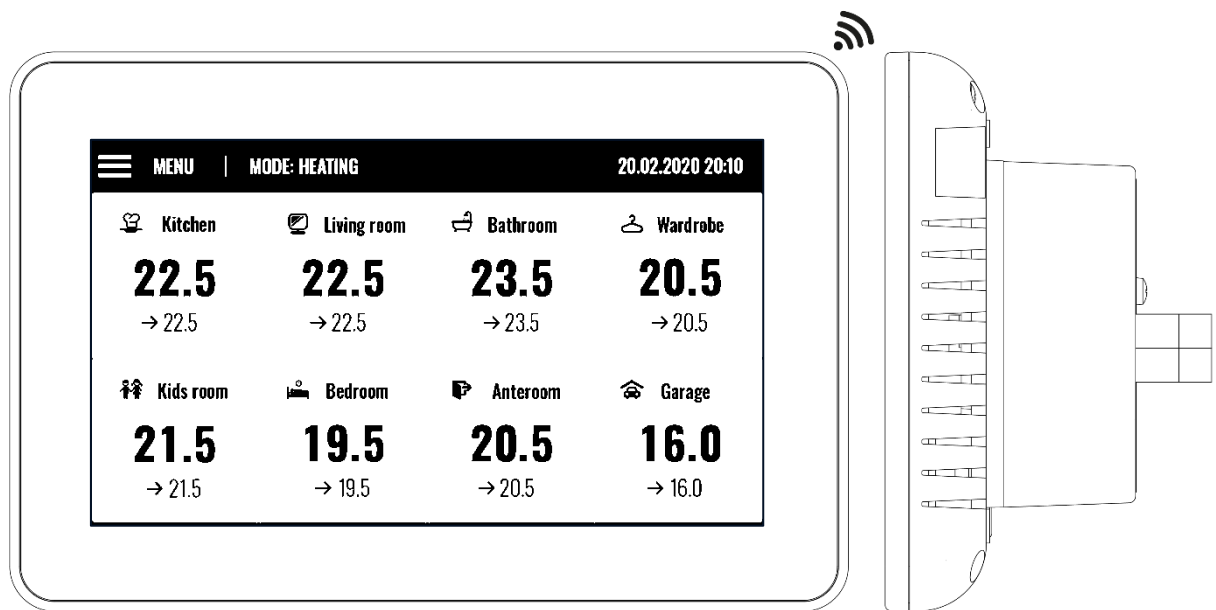 MENU | MODE: HEATING 20.02.2020 20:10
Kitchen Living room Bathroom Wardrobe
22.5 22.5 23.5 20.5
→ 22.5 → 22.5 → 23.5 → 20.5
Kids room Bedroom Anteroom Garage
21.5 19.5 20.5 16.0
→ 21.5 → 19.5 → 20.5 → 16.0